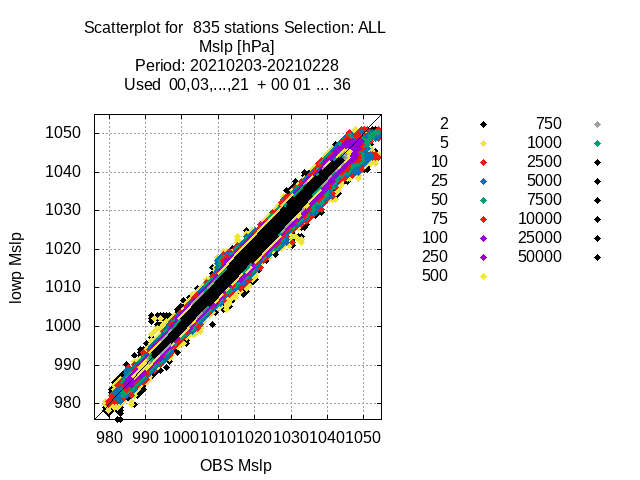 Scatterplot for  835 stations Selection: ALL
Mslp [hPa]
Period: 20210203-20210228
Used  00,03,...,21  + 00 01 ... 36
1050
1040
1030
1020
1010
1000
990
980
Iowp Mslp
980 990 1000 1010 1020 1030 1040 1050
OBS Mslp
2 750
5 1000
10 2500
25 5000
50 7500
75 10000
100 25000
250 50000
500